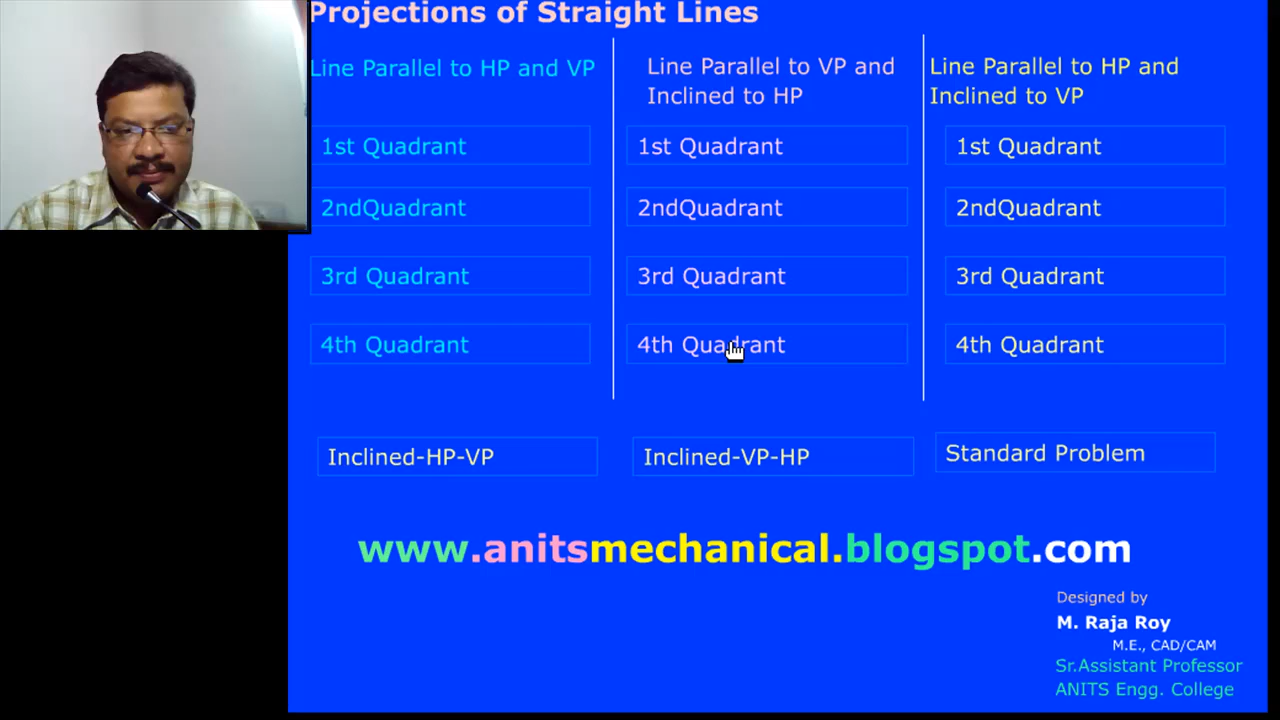 Projections of Straight Lines
Line Parallel to HP and VP
1st Quadrant
2ndQuadrant
3rd Quadrant
4th Quadrant
Line Parallel to VP and
Inclined to HP
1st Quadrant
2ndQuadrant
3rd Quadrant
4th Quadrant
Line Parallel to HP and
Inclined to VP
1st Quadrant
2ndQuadrant
3rd Quadrant
4th Quadrant
Inclined-HP-VP
Inclined-VP-HP
Standard Problem
www.anitsmechanical.blogspot.com
Designed by
M. Raja Roy
M.E., CAD/CAM
Sr.Assistant Professor
ANITS Engg. College